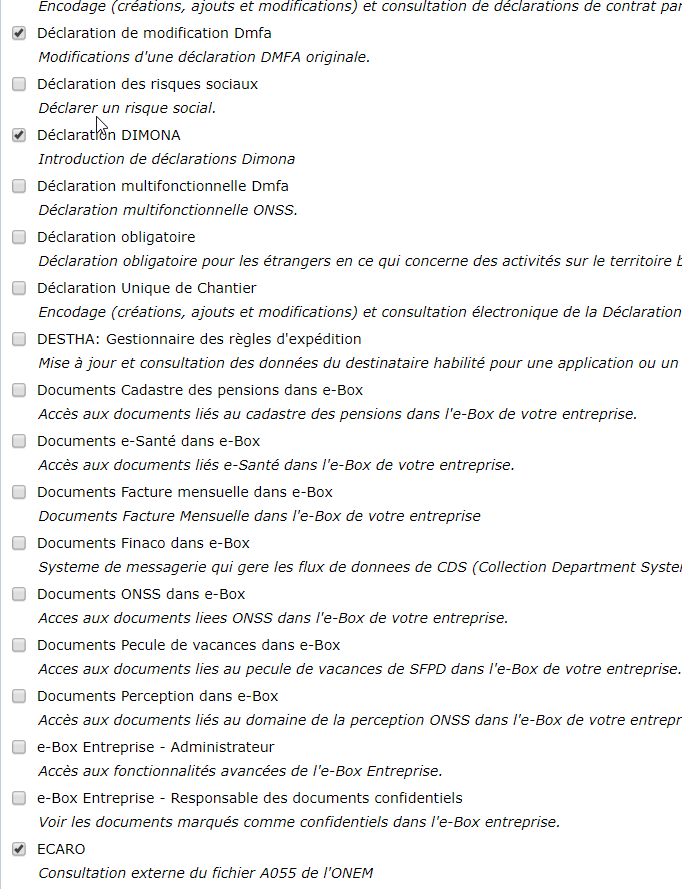 Encodage (créations, ajouts et modifications) et consultation de déclarations de contrat par
Déclaration de modification Dmfa
Modifications d'une déclaration DMFA originale.
Déclaration des risques sociaux
Déclarer un risque social.
Déclaration DIMONA
Introduction de déclarations Dimona
Déclaration multifonctionnelle Dmfa
Déclaration multifonctionnelle ONSS.
Déclaration obligatoire
Déclaration obligatoire pour les étrangers en ce qui concerne des activités sur le territoire b
Déclaration Unique de Chantier
Encodage (créations, ajouts et modifications) et consultation électronique de la Déclaration
DESTHA: Gestionnaire des règles d'expédition
Mise à jour et consultation des données du destinataire habilité pour une application ou un
Documents Cadastre des pensions dans e-Box
Accès aux documents liés au cadastre des pensions dans l'e-Box de votre entreprise.
Documents e-Santé dans e-Box
Accès aux documents liés e-Santé dans l'e-Box de votre entreprise.
Documents Facture mensuelle dans e-Box
Documents Facture Mensuelle dans l'e-Box de votre entreprise
Documents Finaco dans e-Box
Systeme de messagerie qui gere les flux de donnees de CDS (Collection Department Syster
Documents ONSS dans e-Box
Acces aux documents liees ONSS dans l'e-Box de votre entreprise.
Documents Pecule de vacances dans e-Box
Acces aux documents lies au pecule de vacances de SFPD dans l'e-Box de votre entreprise.
Documents Perception dans e-Box
Accès aux documents liés au domaine de la perception ONSS dans l'e-Box de votre entrepr
e-Box Entreprise - Administrateur
Accès aux fonctionnalités avancées de l'e-Box Entreprise.
e-Box Entreprise - Responsable des documents confidentiels
Voir les documents marqués comme confidentiels dans l'e-Box entreprise.
ECARO
Consultation externe du fichier A055 de l'ONEM